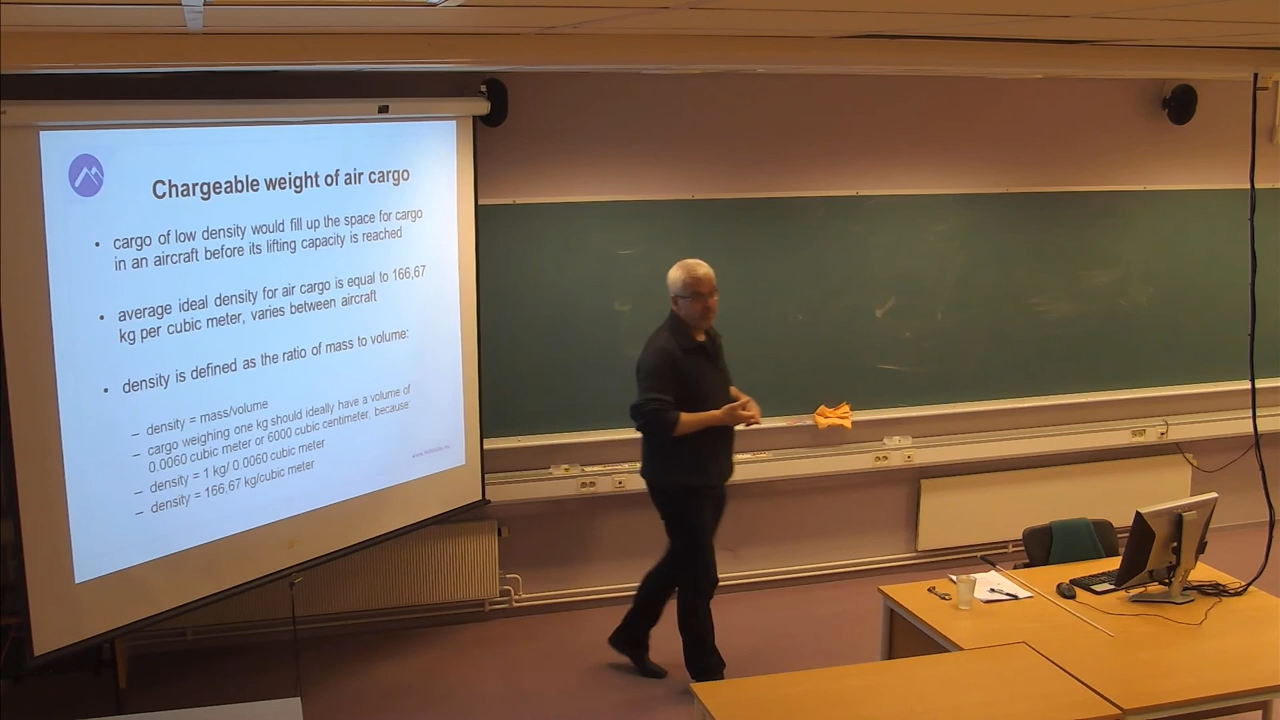 Chargeable weight of air cargo
• cargo of low density would fill up the space for cargo
in an aircraft before its lifting capacity is reached
• average ideal density for air cargo is equal to 166,67
kg per cubic meter, varies between aircraft
• density is defined as the ratio of mass to volume:
– density = mass/volume
– cargo weighing one kg should ideally have a volume of
0.0060 cubic meter or 6000 cubic centimeter, because:
– density = 1 kg/ 0.0060 cubic meter
– density = 166,67 kg/cubic meter